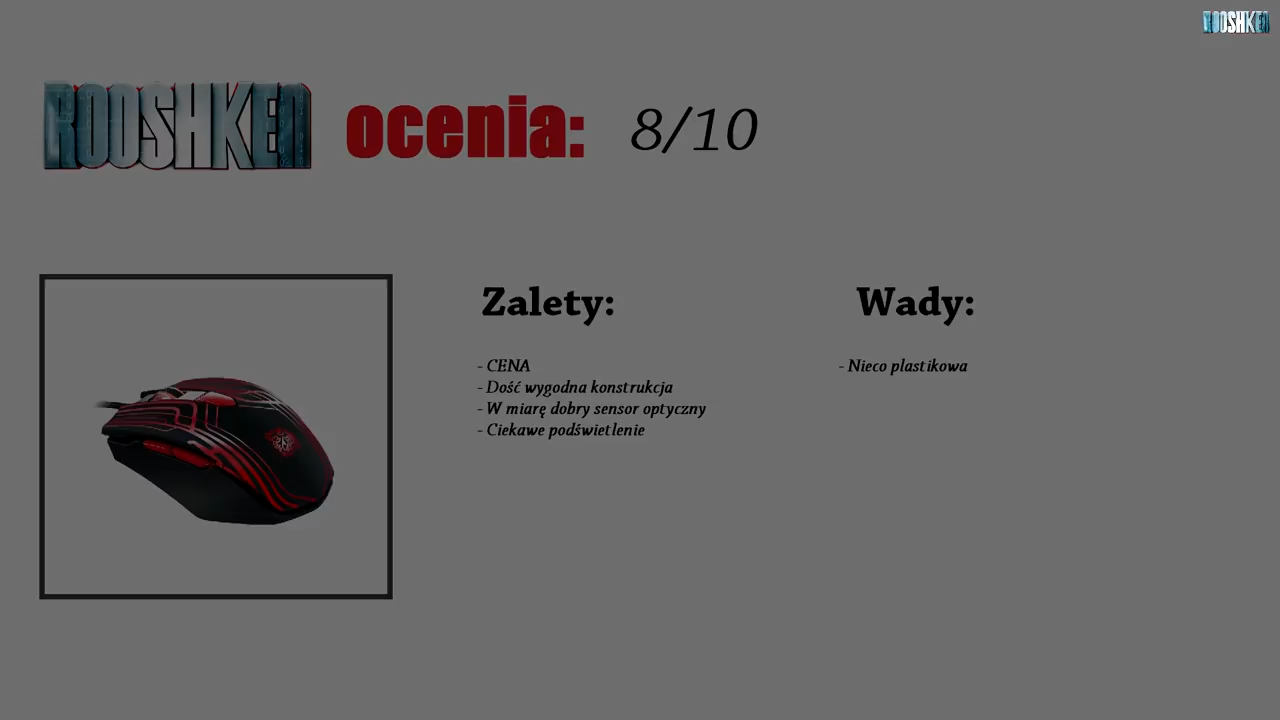 ROOSHKEN
ROOSHKEN ocenia: 8/10
Zalety:
- CENA
- Dość wygodna konstrukcja
- W miarę dobry sensor optyczny
- Ciekawe podświetlenie
Wady:
- Nieco plastikowa